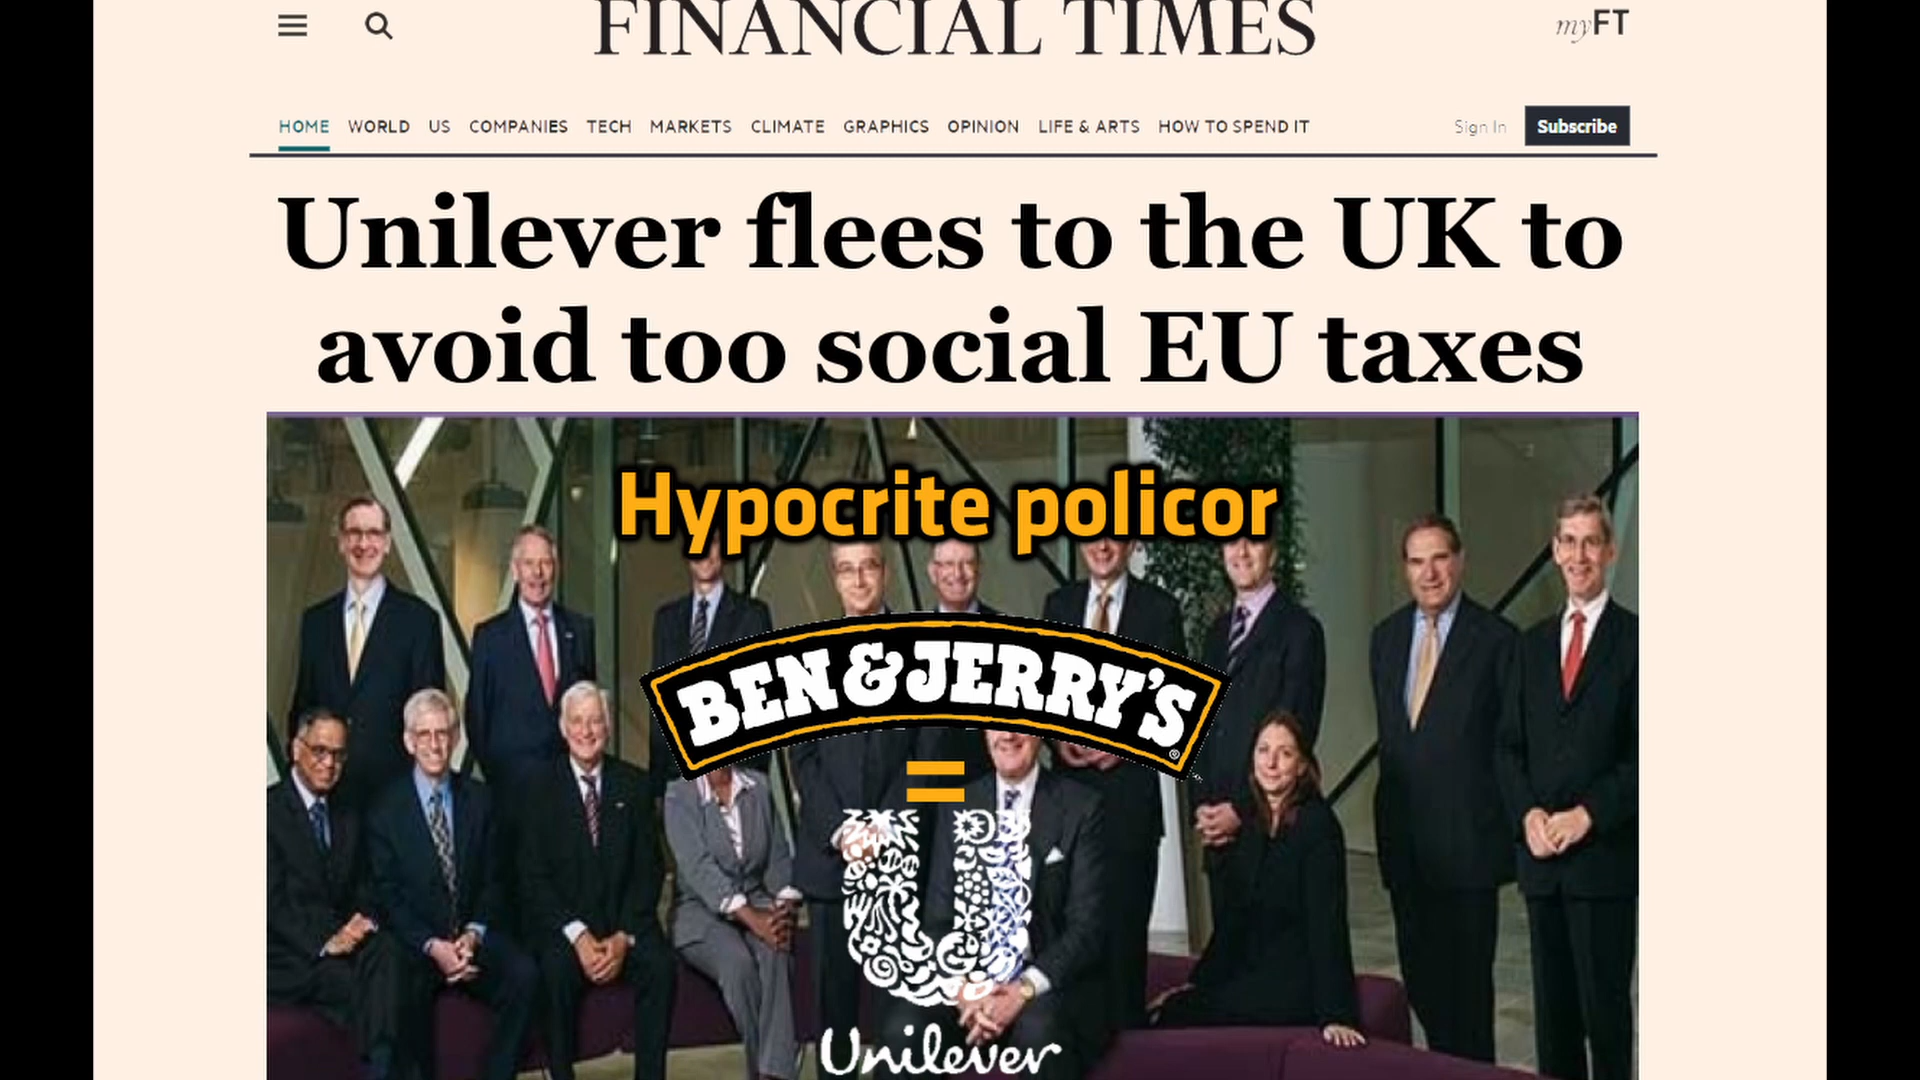 FINANCIAL TIMES
myFT
HOME WORLD US COMPANIES TECH MARKETS CLIMATE GRAPHICS OPINION LIFE & ARTS HOW TO SPEND IT Sign In Subscribe
Unilever flees to the UK to
avoid too social EU taxes
Hypocrite policor
BEN & JERRY'S
=
Unilever